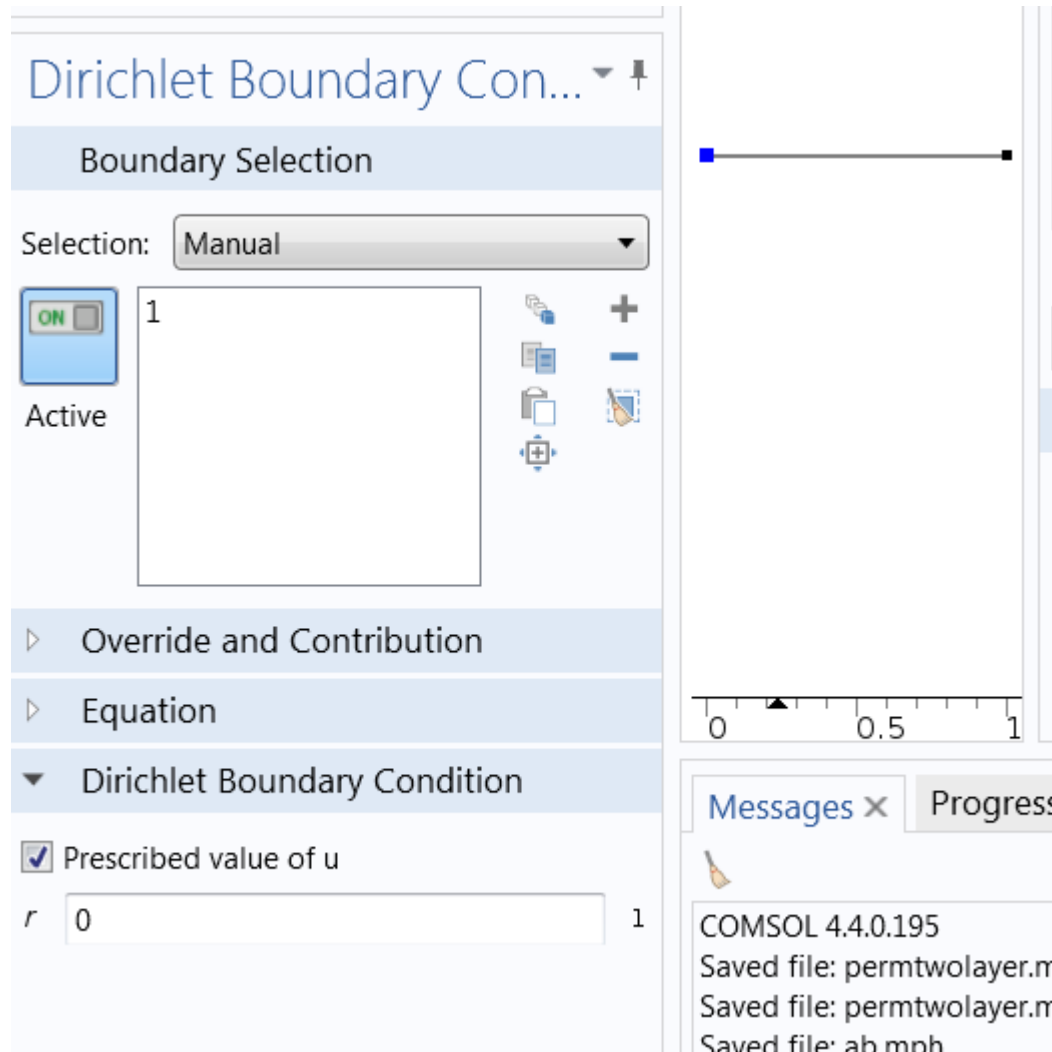 Dirichlet Boundary Con...
Boundary Selection
Selection: Manual
ON
1
Active
Override and Contribution
Equation
Dirichlet Boundary Condition
Prescribed value of u
r 0 1
0 0.5 1
Messages Progress
COMSOL 4.4.0.195
Saved file: permtwolayer.m
Saved file: permtwolayer.m
Saved file: ab.mph